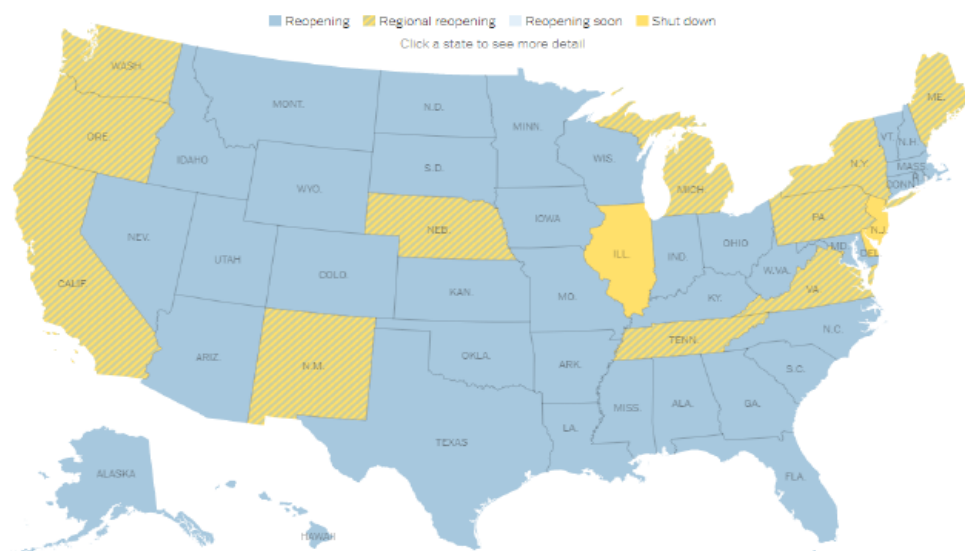 Reopening Regional reopening Reopening soon Shut down
Click a state to see more detail
WASH.
ME.
MONT.
N.D.
MINN.
VT.
N.H.
ORE.
IDAHO
WIS.
N.Y.
MASS.
S.D.
MICH.
CONN.
R.I.
WYO.
PA.
IOWA
NEB.
N.J.
NEV.
ILL.
IND.
OHIO
MD.
DEL.
UTAH
COLO.
W.VA.
CALIF.
KAN.
MO.
KY.
VA.
N.C.
TENN.
ARIZ.
N.M.
OKLA.
ARK.
S.C.
MISS.
ALA.
GA.
LA.
TEXAS
FLA.
ALASKA
HAWAII